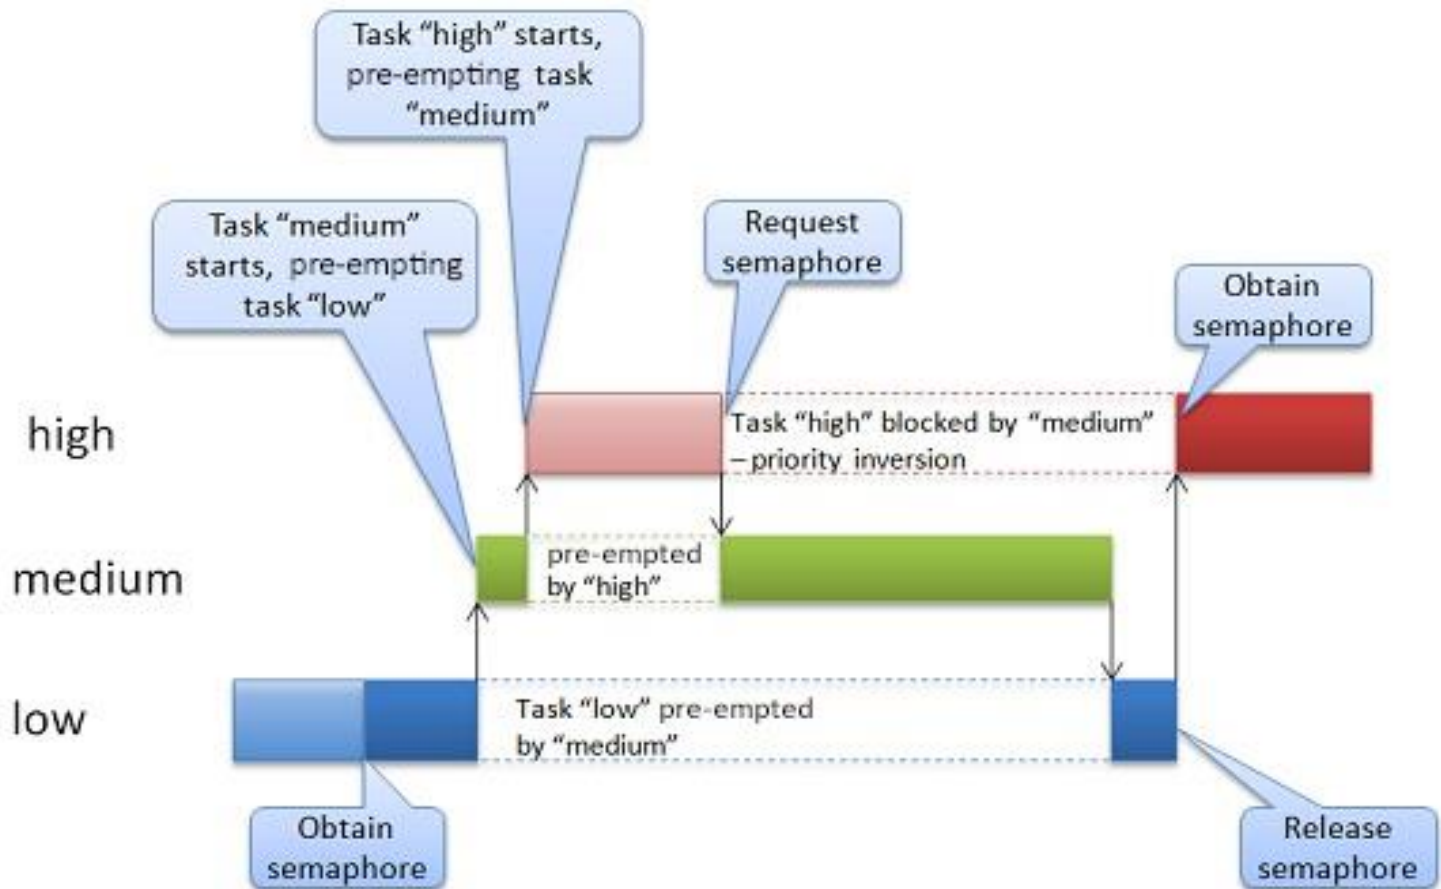 Task “high” starts,
pre-empting task
“medium”
Task “medium”
starts, pre-empting
task “low”
Request
semaphore
Obtain
semaphore
high
Task “high” blocked by “medium”
– priority inversion
medium
pre-empted
by “high”
low
Task “low” pre-empted
by “medium”
Obtain
semaphore
Release
semaphore